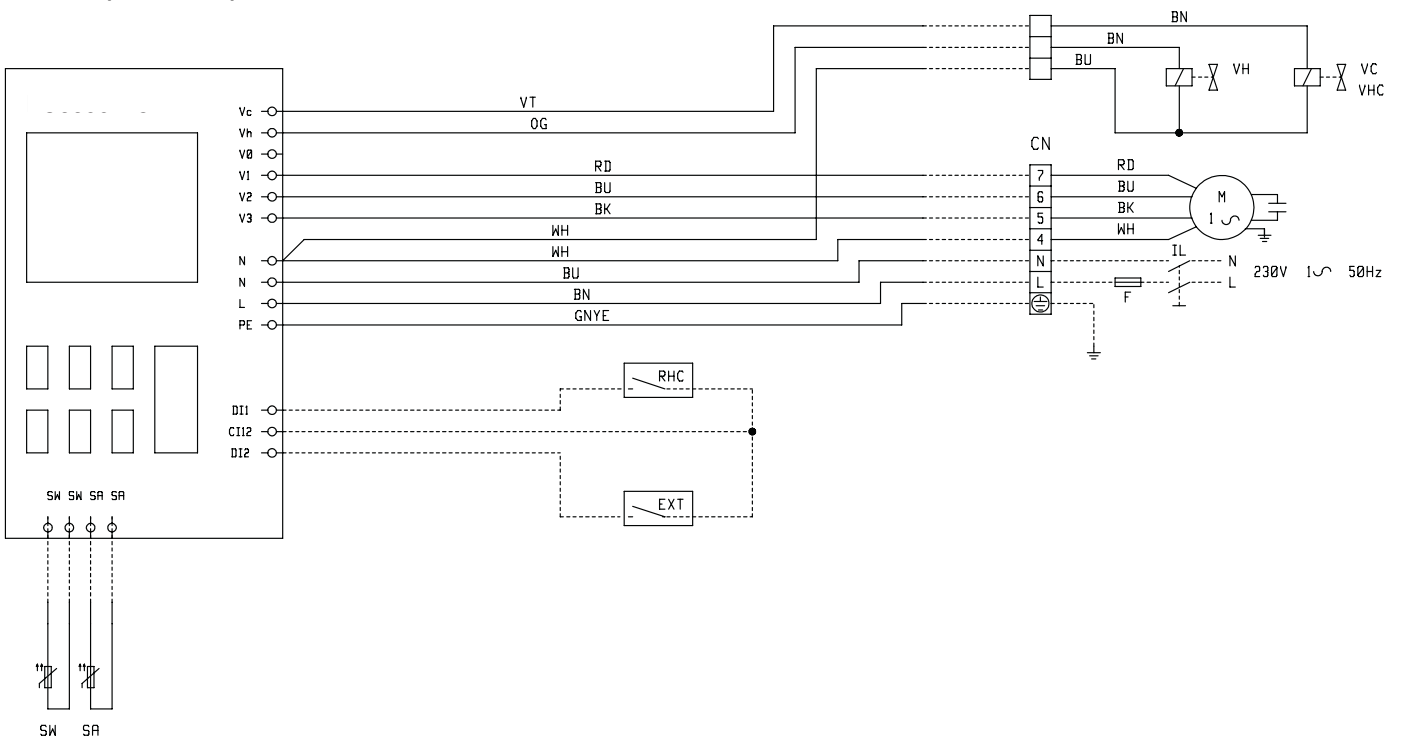 BN
BN
BU
VH
VC
VHC
Vc
VT
Vh
OG
V0
CN
V1
RD
7
RD
V2
BU
6
BU
M
V3
BK
5
BK
1
WH
4
WH
N
WH
N
IL
N
230V 1 50Hz
N
BU
L
F
L
L
BN
PE
GNYE
RHC
DI1
CI12
DI2
EXT
SW SW SA SA
SW SA